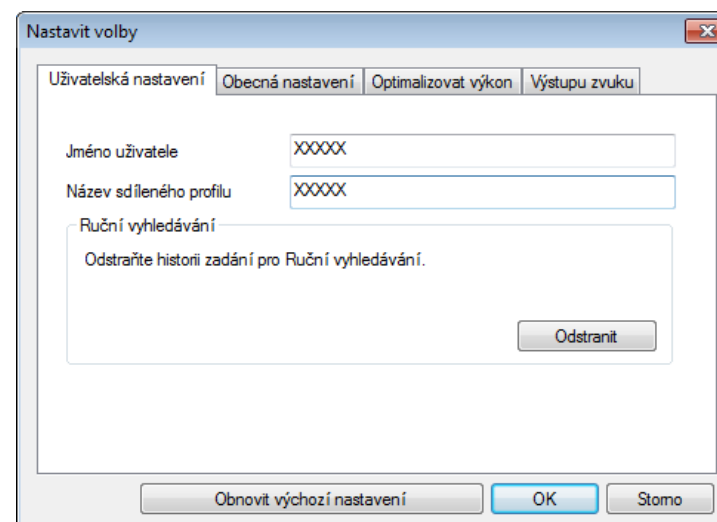 Nastavit volby
Uživatelská nastavení Obecná nastavení Optimalizovat výkon Výstupu zvuku
Jméno uživatele XXXXX
Název sdíleného profilu XXXXX
Ruční vyhledávání
Odstraňte historii zadání pro Ruční vyhledávání.
Odstranit
Obnovit výchozí nastavení OK Storno